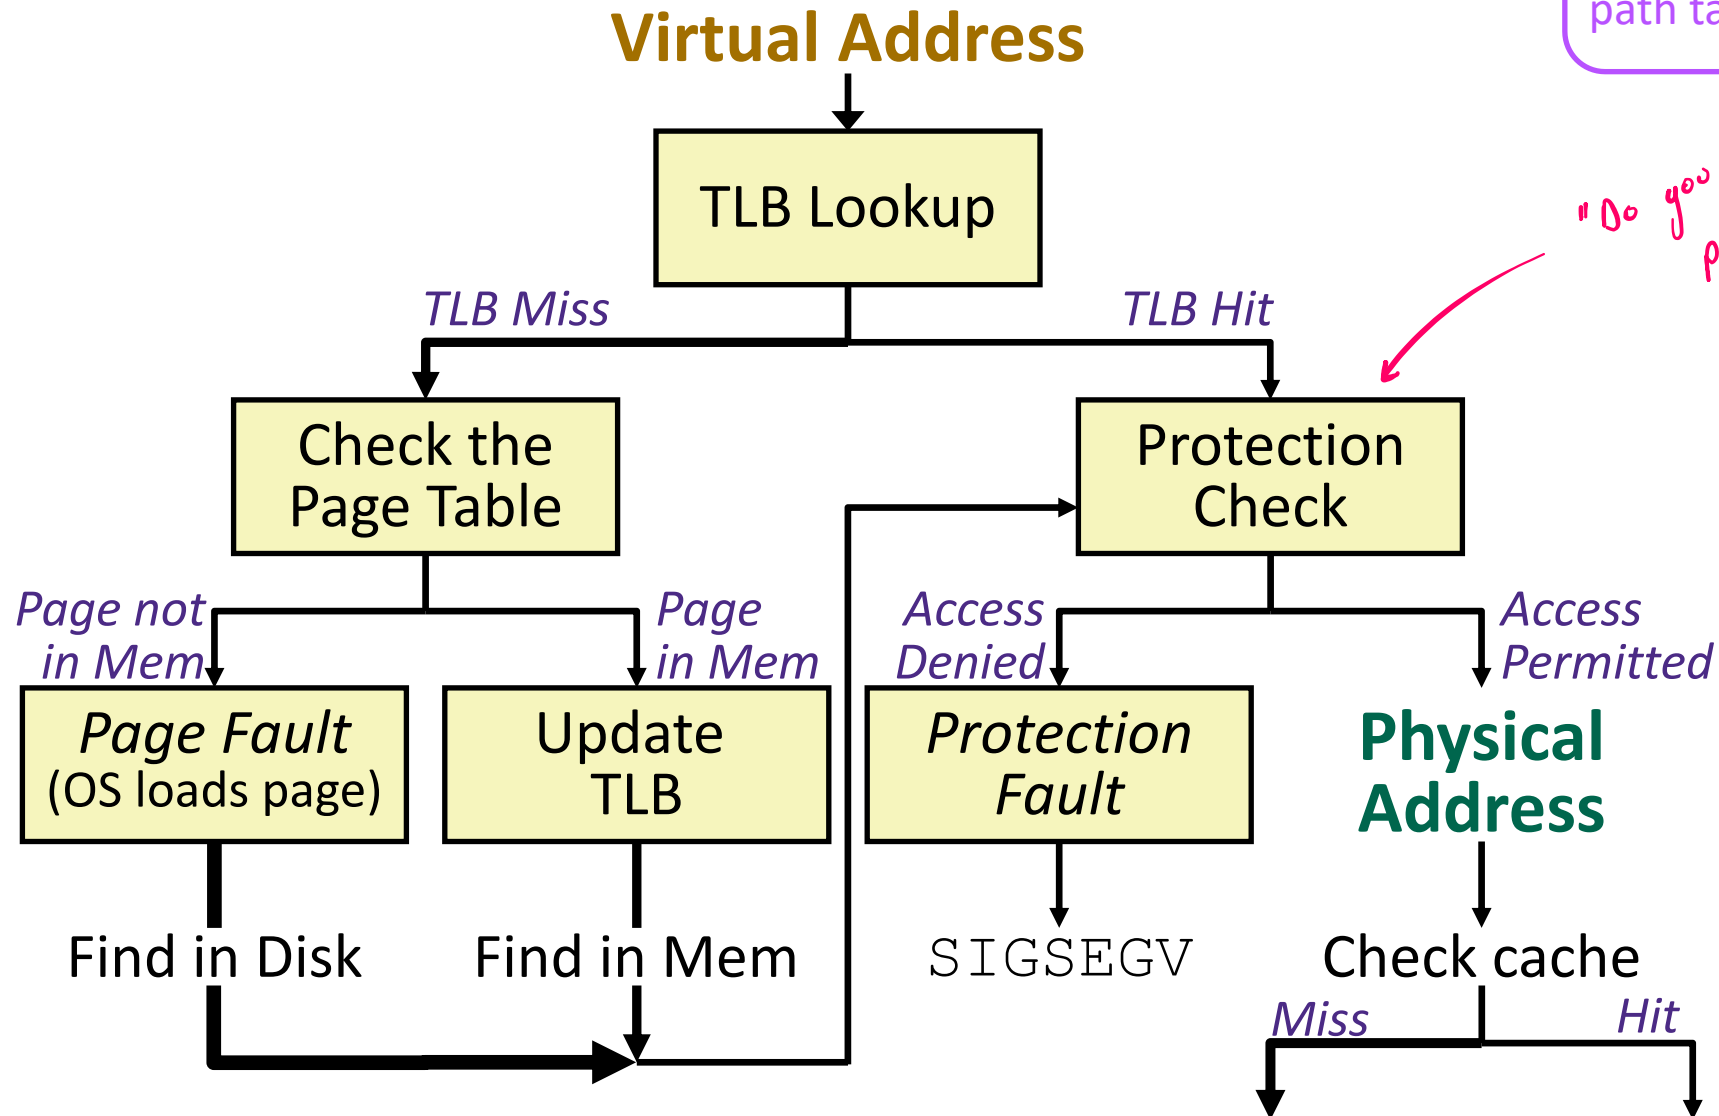 path ta
Virtual Address
TLB Lookup
"Do you
p
TLB Miss
TLB Hit
Check the
Page Table
Protection
Check
Page not
in Mem
Page
in Mem
Access
Denied
Access
Permitted
Page Fault
(OS loads page)
Update
TLB
Protection
Fault
Physical
Address
Find in Disk
Find in Mem
SIGSEGV
Check cache
Miss
Hit